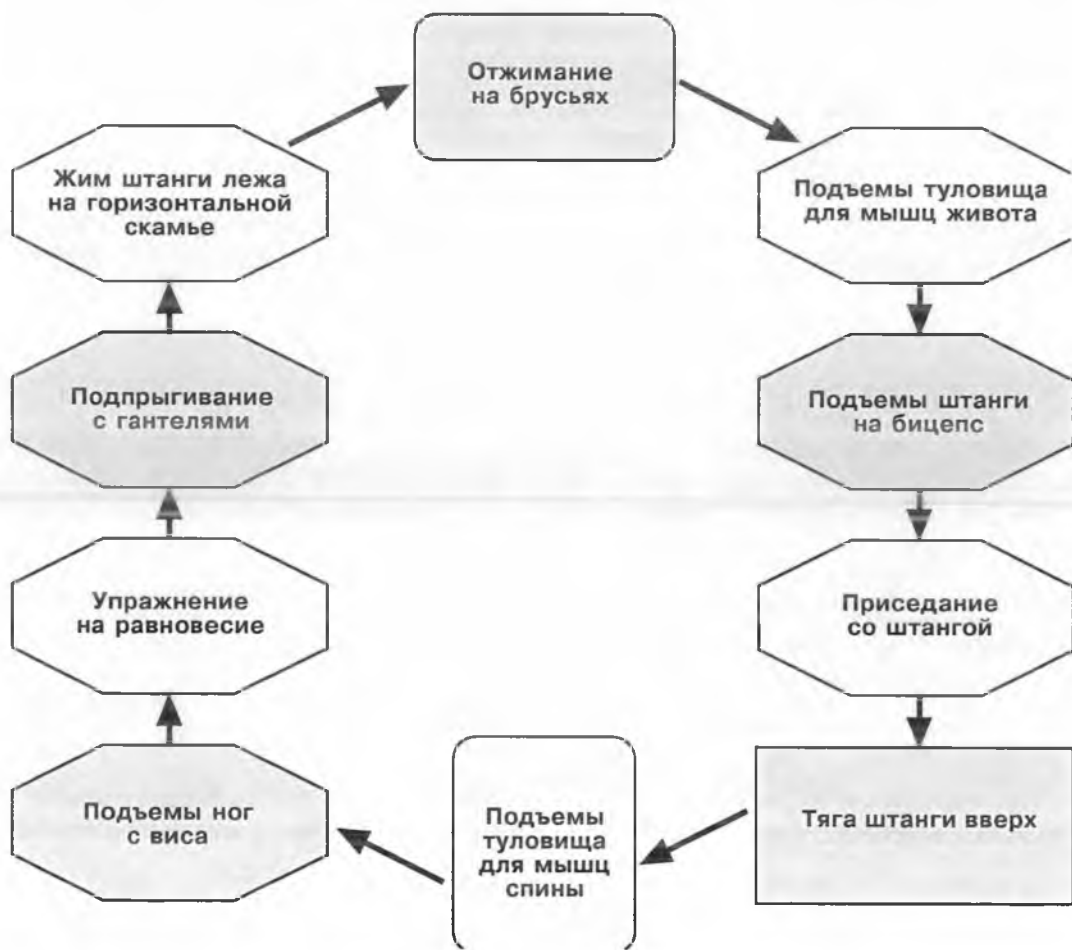 Отжимание
на брусьях
Жим штанги лежа
на горизонтальной
скамье
Подъемы туловища
для мышц живота
Подпрыгивание
с гантелями
Подъемы штанги
на бицепс
Упражнение
на равновесие
Приседание
со штангой
Подъемы ног
с виса
Подъемы
туловища
для мышц
спины
Тяга штанги вверх